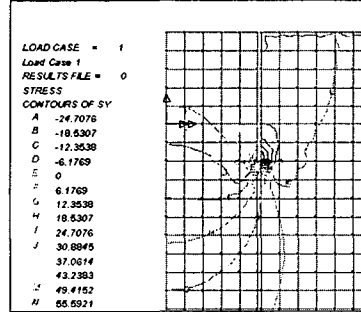 LOAD CASE = 1
Load Case 1
RESULTS FILE = 0
STRESS
CONTOURS OF SY
A -24.7076
B -18.5307
C -12.3538
D -6.1769
E 0
F 6.1769
G 12.3538
H 18.5307
I 24.7076
J 30.8845
37.0614
43.2383
M 49.4152
N 55.5921